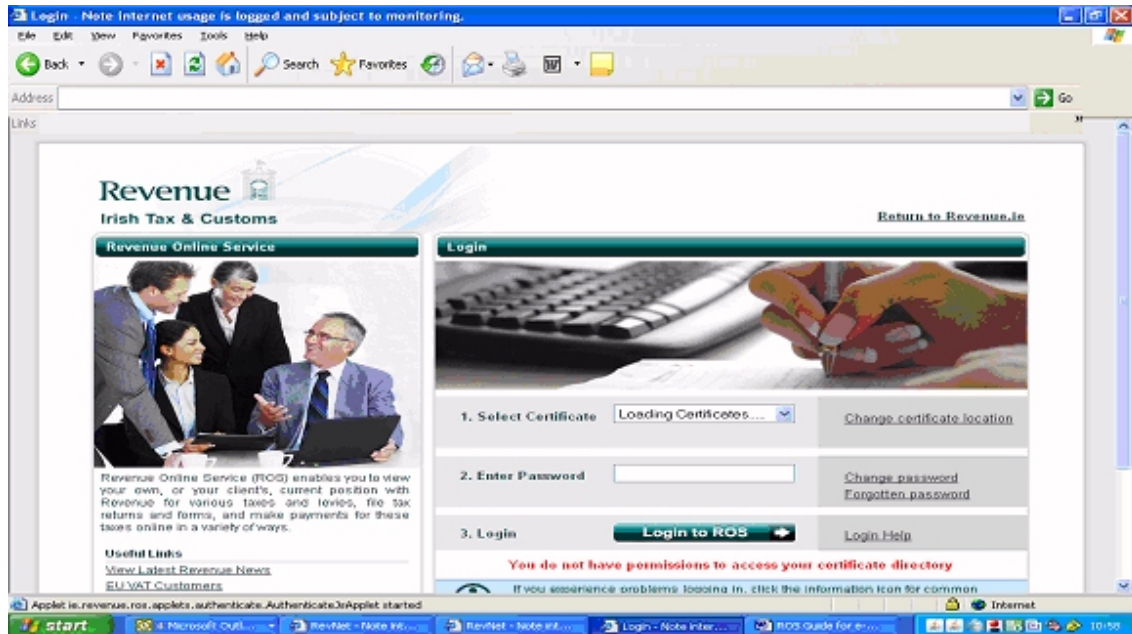 Login - Note internet usage is logged and subject to monitoring.
File Edit View Favorites Tools Help
Back Search Favorites
Address Go
Links
Revenue
Irish Tax & Customs
Return to Revenue.ie
Revenue Online Service
Login
1. Select Certificate Loading Certificates.... Change certificate location
2. Enter Password Change password
Forgotten password
3. Login Login to ROS Login Help
You do not have permissions to access your certificate directory
If you experience problems logging in, click the information icon for common
Revenue Online Service (ROS) enables you to view
your own, or your client's, current position with
Revenue for various taxes and levies, file tax
returns and forms, and make payments for these
taxes online in a variety of ways.
Useful Links
View Latest Revenue News
EU VAT Customers
Applet ie.revenue.ros.applets.authenticate.AuthenticateJsApplet started Internet
start 4 Microsoft Outl... RevNet - Note int... RevNet - Note int... Login - Note inter... ROS Guide for e-... 10:58